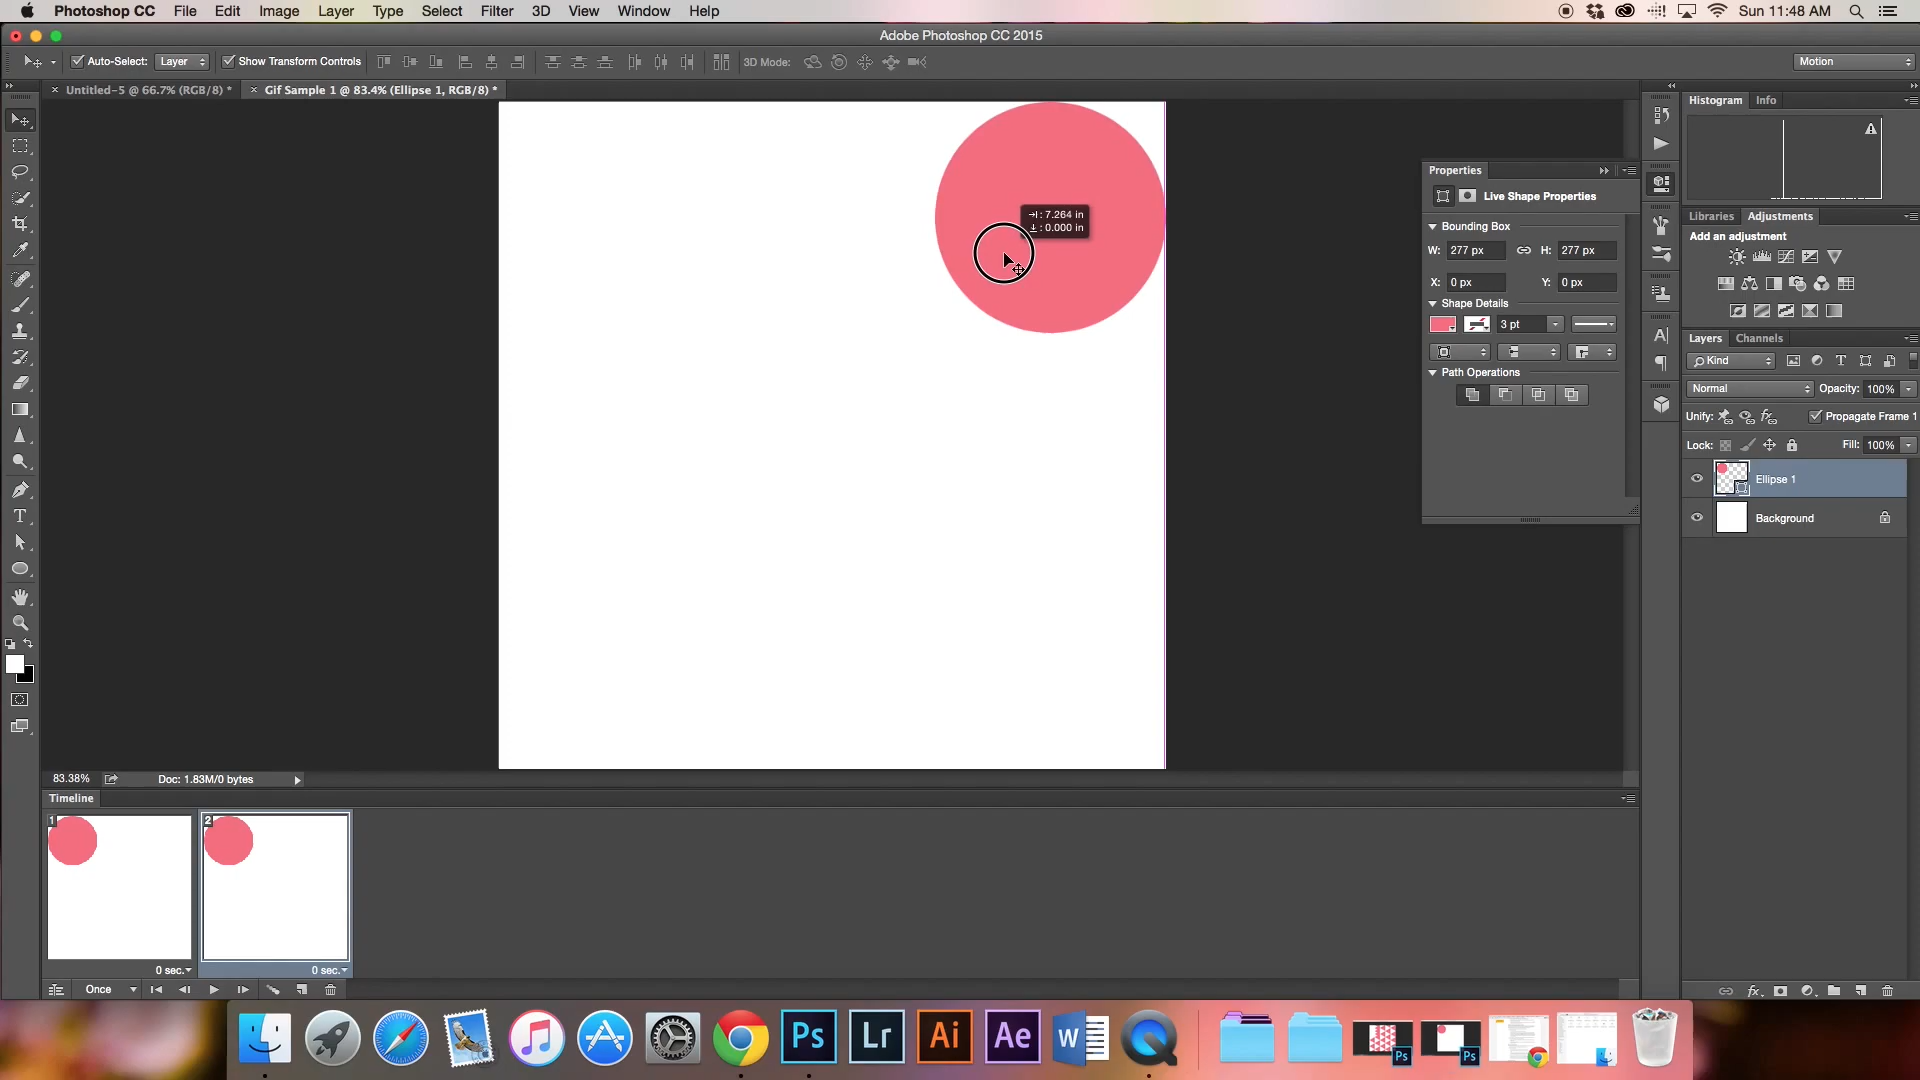 Photoshop CC File Edit Image Layer Type Select Filter 3D View Window Help Sun 11:48 AM
Adobe Photoshop CC 2015
Auto-Select: Layer Show Transform Controls 3D Mode: Motion
Untitled-5 @ 66.7% (RGB/8) * Gif Sample 1 @ 83.4% (Ellipse 1, RGB/8) *
Histogram Info
Properties
Live Shape Properties
Bounding Box
W: 277 px H: 277 px
X: 0 px Y: 0 px
Shape Details
3 pt
Path Operations
: 7.264 in
: 0.000 in
Libraries Adjustments
Add an adjustment
Layers Channels
Kind
Normal Opacity: 100%
Unify: Propagate Frame 1
Lock: Fill: 100%
Ellipse 1
Background
83.38% Doc: 1.83M/0 bytes
Timeline
1 2
0 sec. 0 sec.
Once
Ps Lr Ai Ae W
Ps Ps